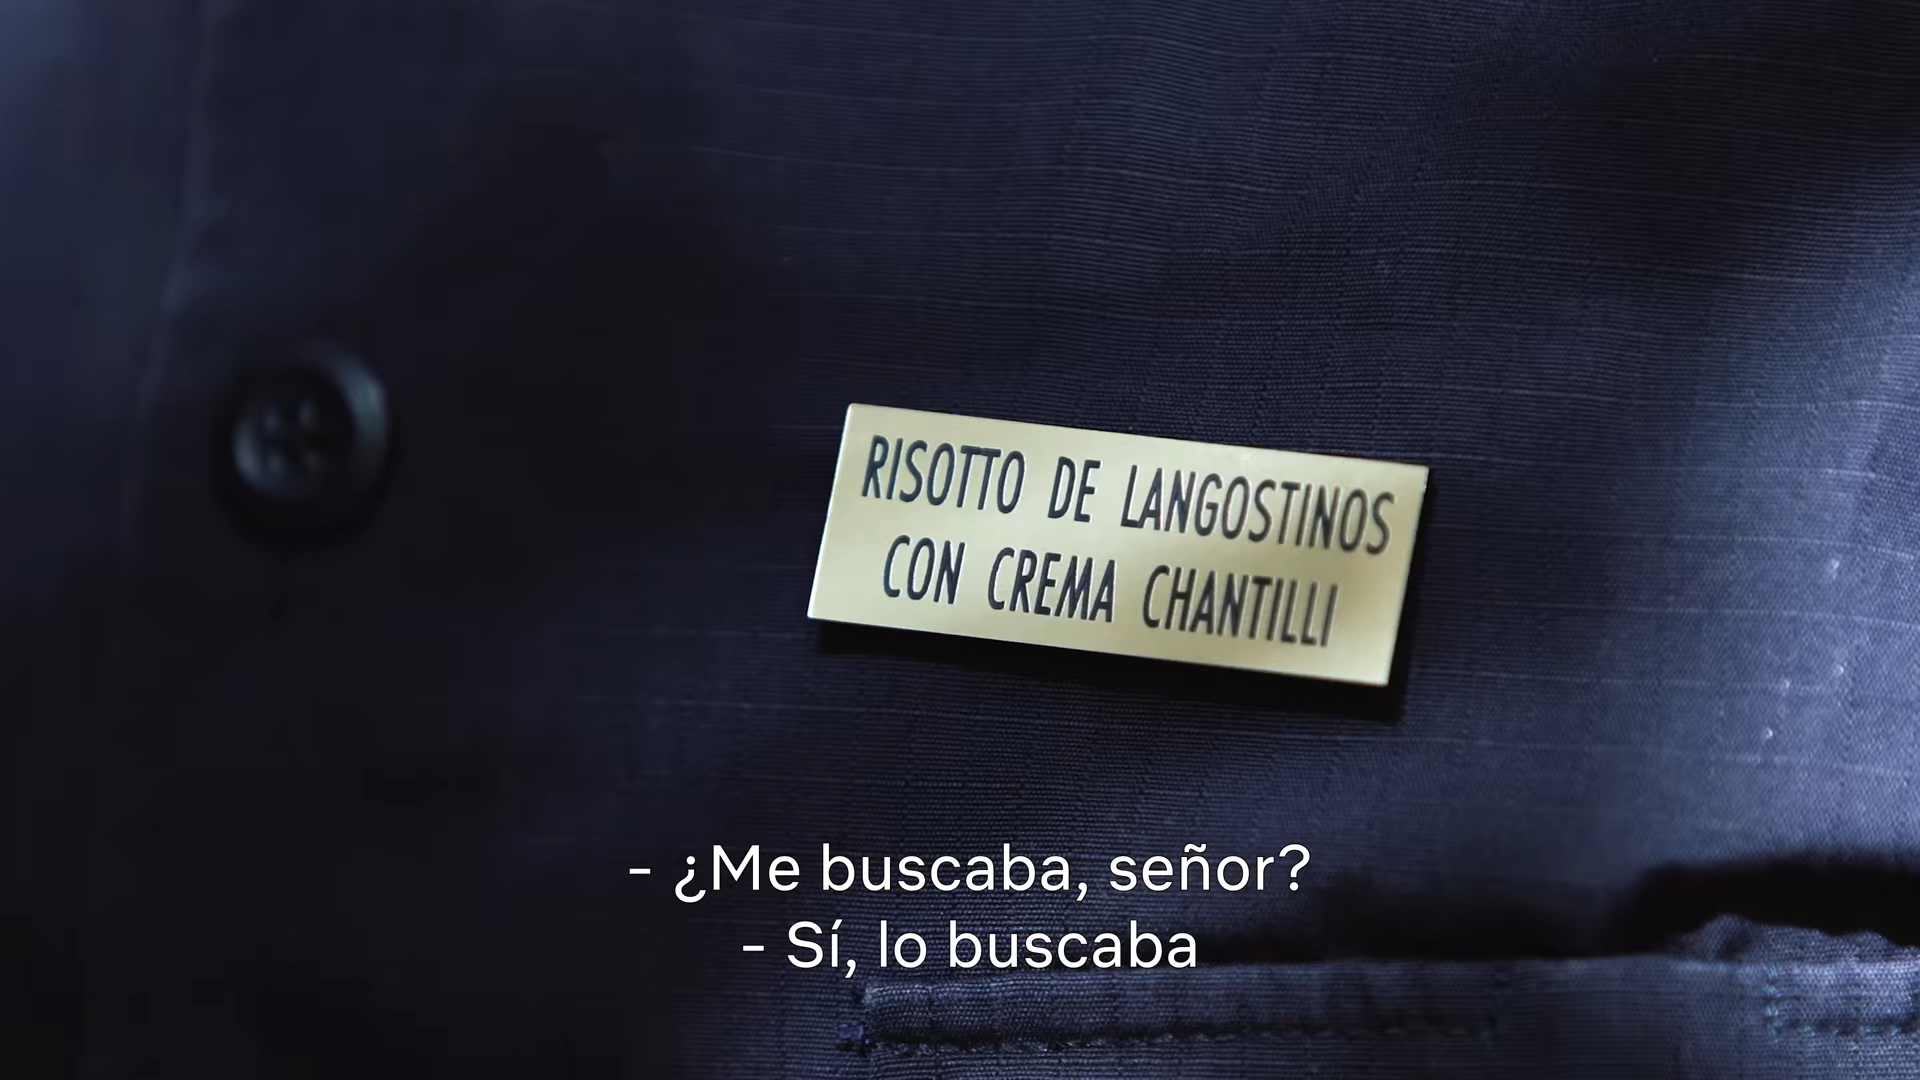 RISOTTO DE LANGOSTINOS
CON CREMA CHANTILLI
- ¿Me buscaba, señor?
- Sí, lo buscaba